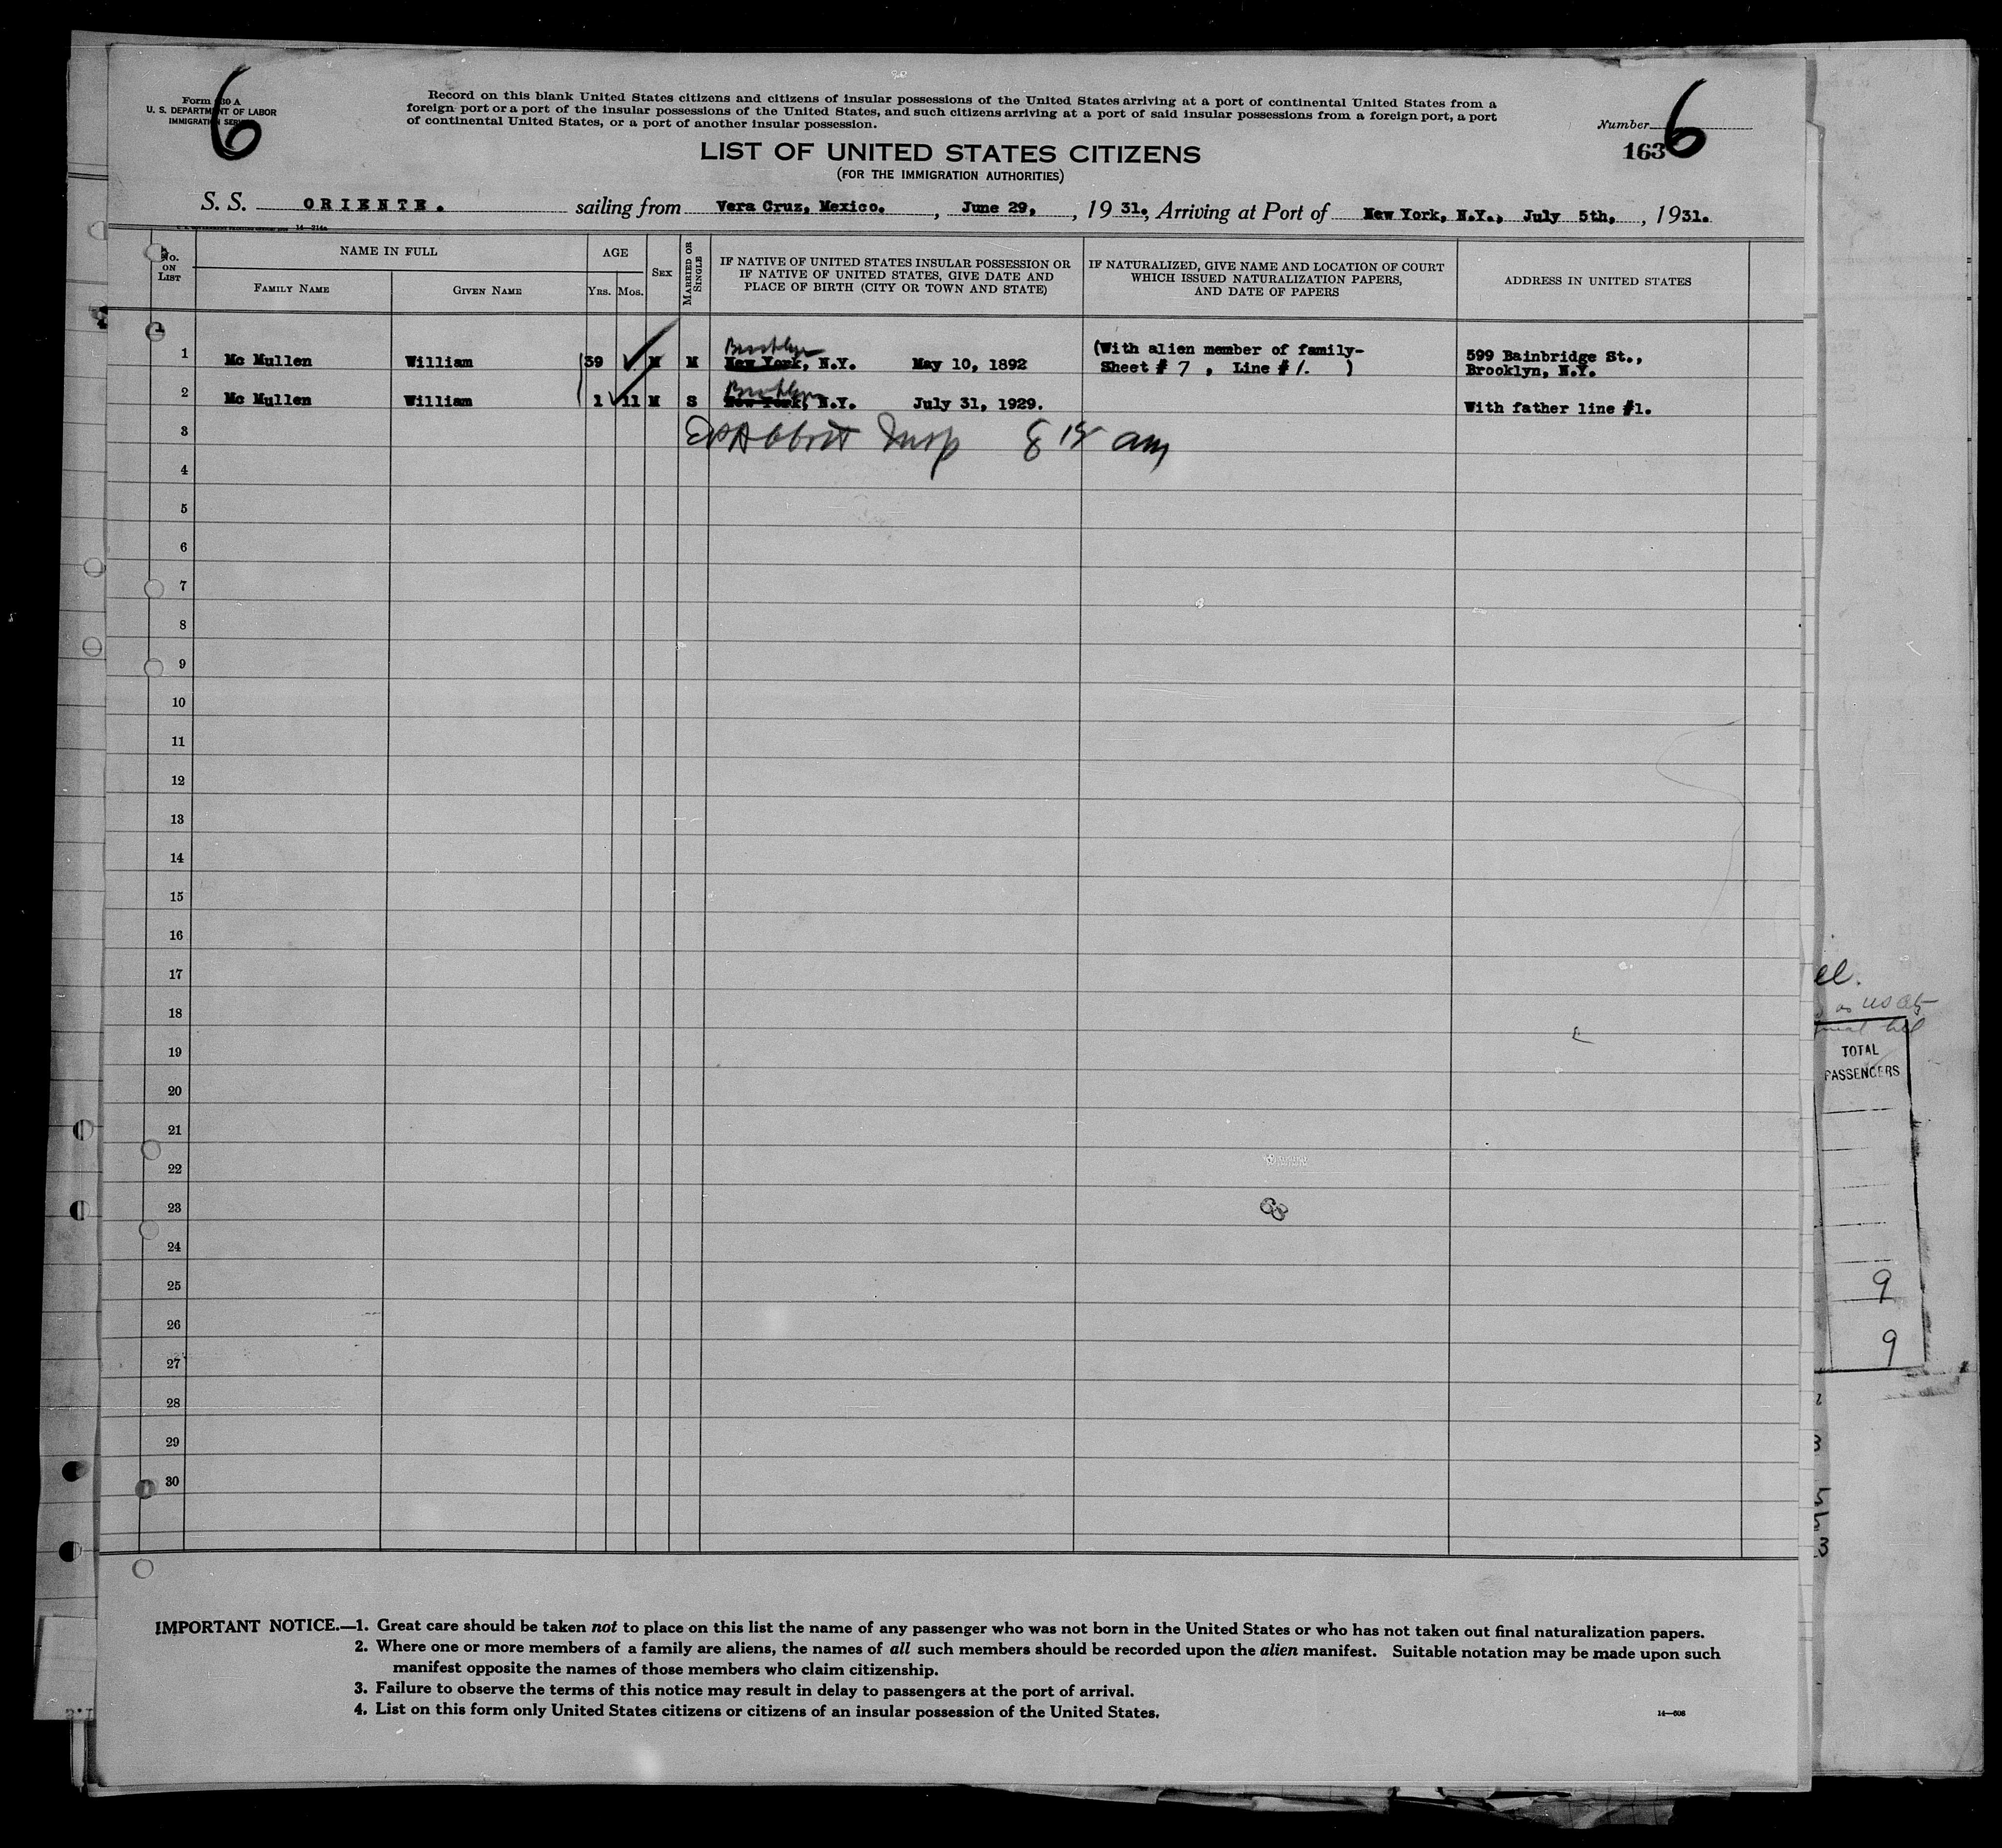 6
Form 630 A
U. S. DEPARTMENT OF LABOR
IMMIGRATION SERVICE
Record on this blank United States citizens and citizens of insular possessions of the United States arriving at a port of continental United States from a
foreign port or a port of the insular possessions of the United States, and such citizens arriving at a port of said insular possessions from a foreign port, a port
of continental United States, or a port of another insular possession.
Number 6
163
LIST OF UNITED STATES CITIZENS
(FOR THE IMMIGRATION AUTHORITIES)
S. S. ORIENTE. sailing from Vera Cruz, Mexico. , June 29, , 19 31., Arriving at Port of New York, N.Y., July 5th, , 1931.
14—214a
No. ON LIST
NAME IN FULL
FAMILY NAME
GIVEN NAME
AGE
YRS.
MOS.
SEX
MARRIED OR SINGLE
IF NATIVE OF UNITED STATES INSULAR POSSESSION OR
IF NATIVE OF UNITED STATES, GIVE DATE AND
PLACE OF BIRTH (CITY OR TOWN AND STATE)
IF NATURALIZED, GIVE NAME AND LOCATION OF COURT
WHICH ISSUED NATURALIZATION PAPERS,
AND DATE OF PAPERS
ADDRESS IN UNITED STATES
Brooklyn
1 Mc Mullen William 39 M M New York, N.Y. May 10, 1892 (With alien member of family-
Sheet # 7 , Line # 1. )
599 Bainbridge St.,
Brooklyn, N.Y.
Brooklyn
2 Mc Mullen William 1 11 M S New York, N.Y. July 31, 1929. With father line #1.
3 Abbott Insp 8 15 am
4
5
6
7
8
9
10
11
12
13
14
15
16
17
18
19
20
21
22
23
24
25
26
27
28
29
30
TOTAL
PASSENGERS
9
9
IMPORTANT NOTICE.—1. Great care should be taken not to place on this list the name of any passenger who was not born in the United States or who has not taken out final naturalization papers.
2. Where one or more members of a family are aliens, the names of all such members should be recorded upon the alien manifest. Suitable notation may be made upon such
manifest opposite the names of those members who claim citizenship.
3. Failure to observe the terms of this notice may result in delay to passengers at the port of arrival.
4. List on this form only United States citizens or citizens of an insular possession of the United States.
14—508